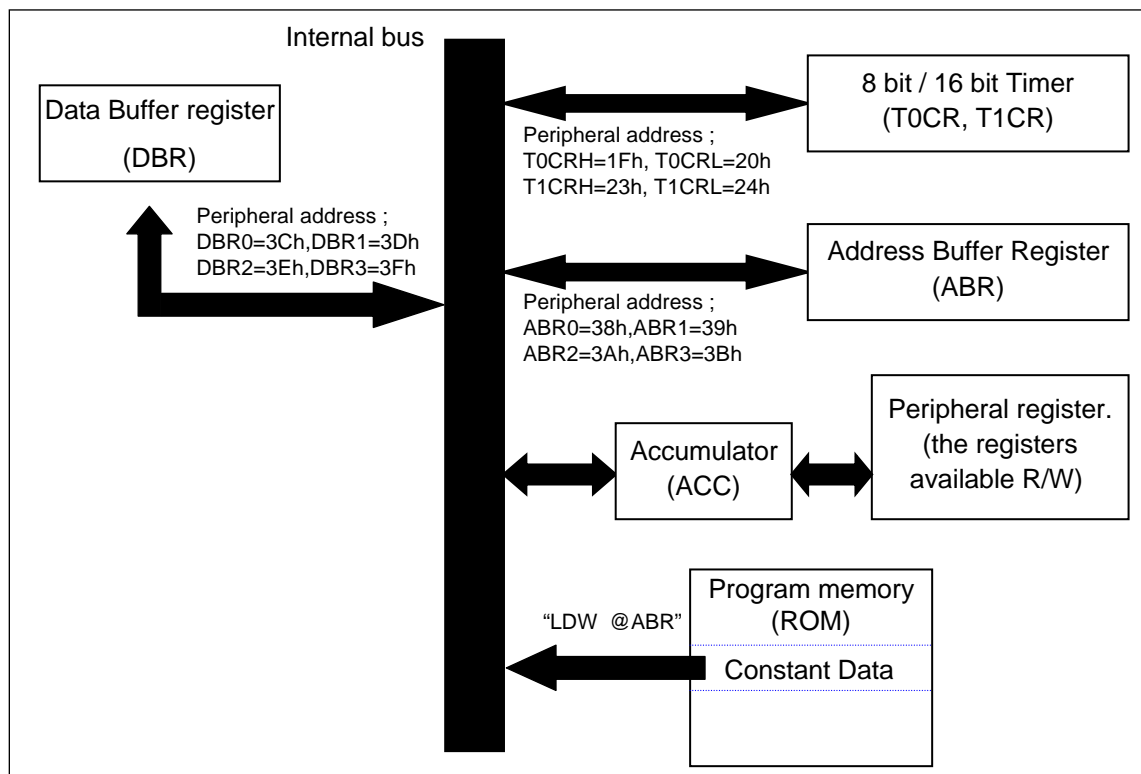 Internal bus
Data Buffer register
(DBR)
8 bit / 16 bit Timer
(T0CR, T1CR)
Peripheral address ;
T0CRH=1Fh, T0CRL=20h
T1CRH=23h, T1CRL=24h
Peripheral address ;
DBR0=3Ch,DBR1=3Dh
DBR2=3Eh,DBR3=3Fh
Address Buffer Register
(ABR)
Peripheral address ;
ABR0=38h,ABR1=39h
ABR2=3Ah,ABR3=3Bh
Accumulator
(ACC)
Peripheral register.
(the registers
available R/W)
“LDW @ABR”
Program memory
(ROM)
Constant Data